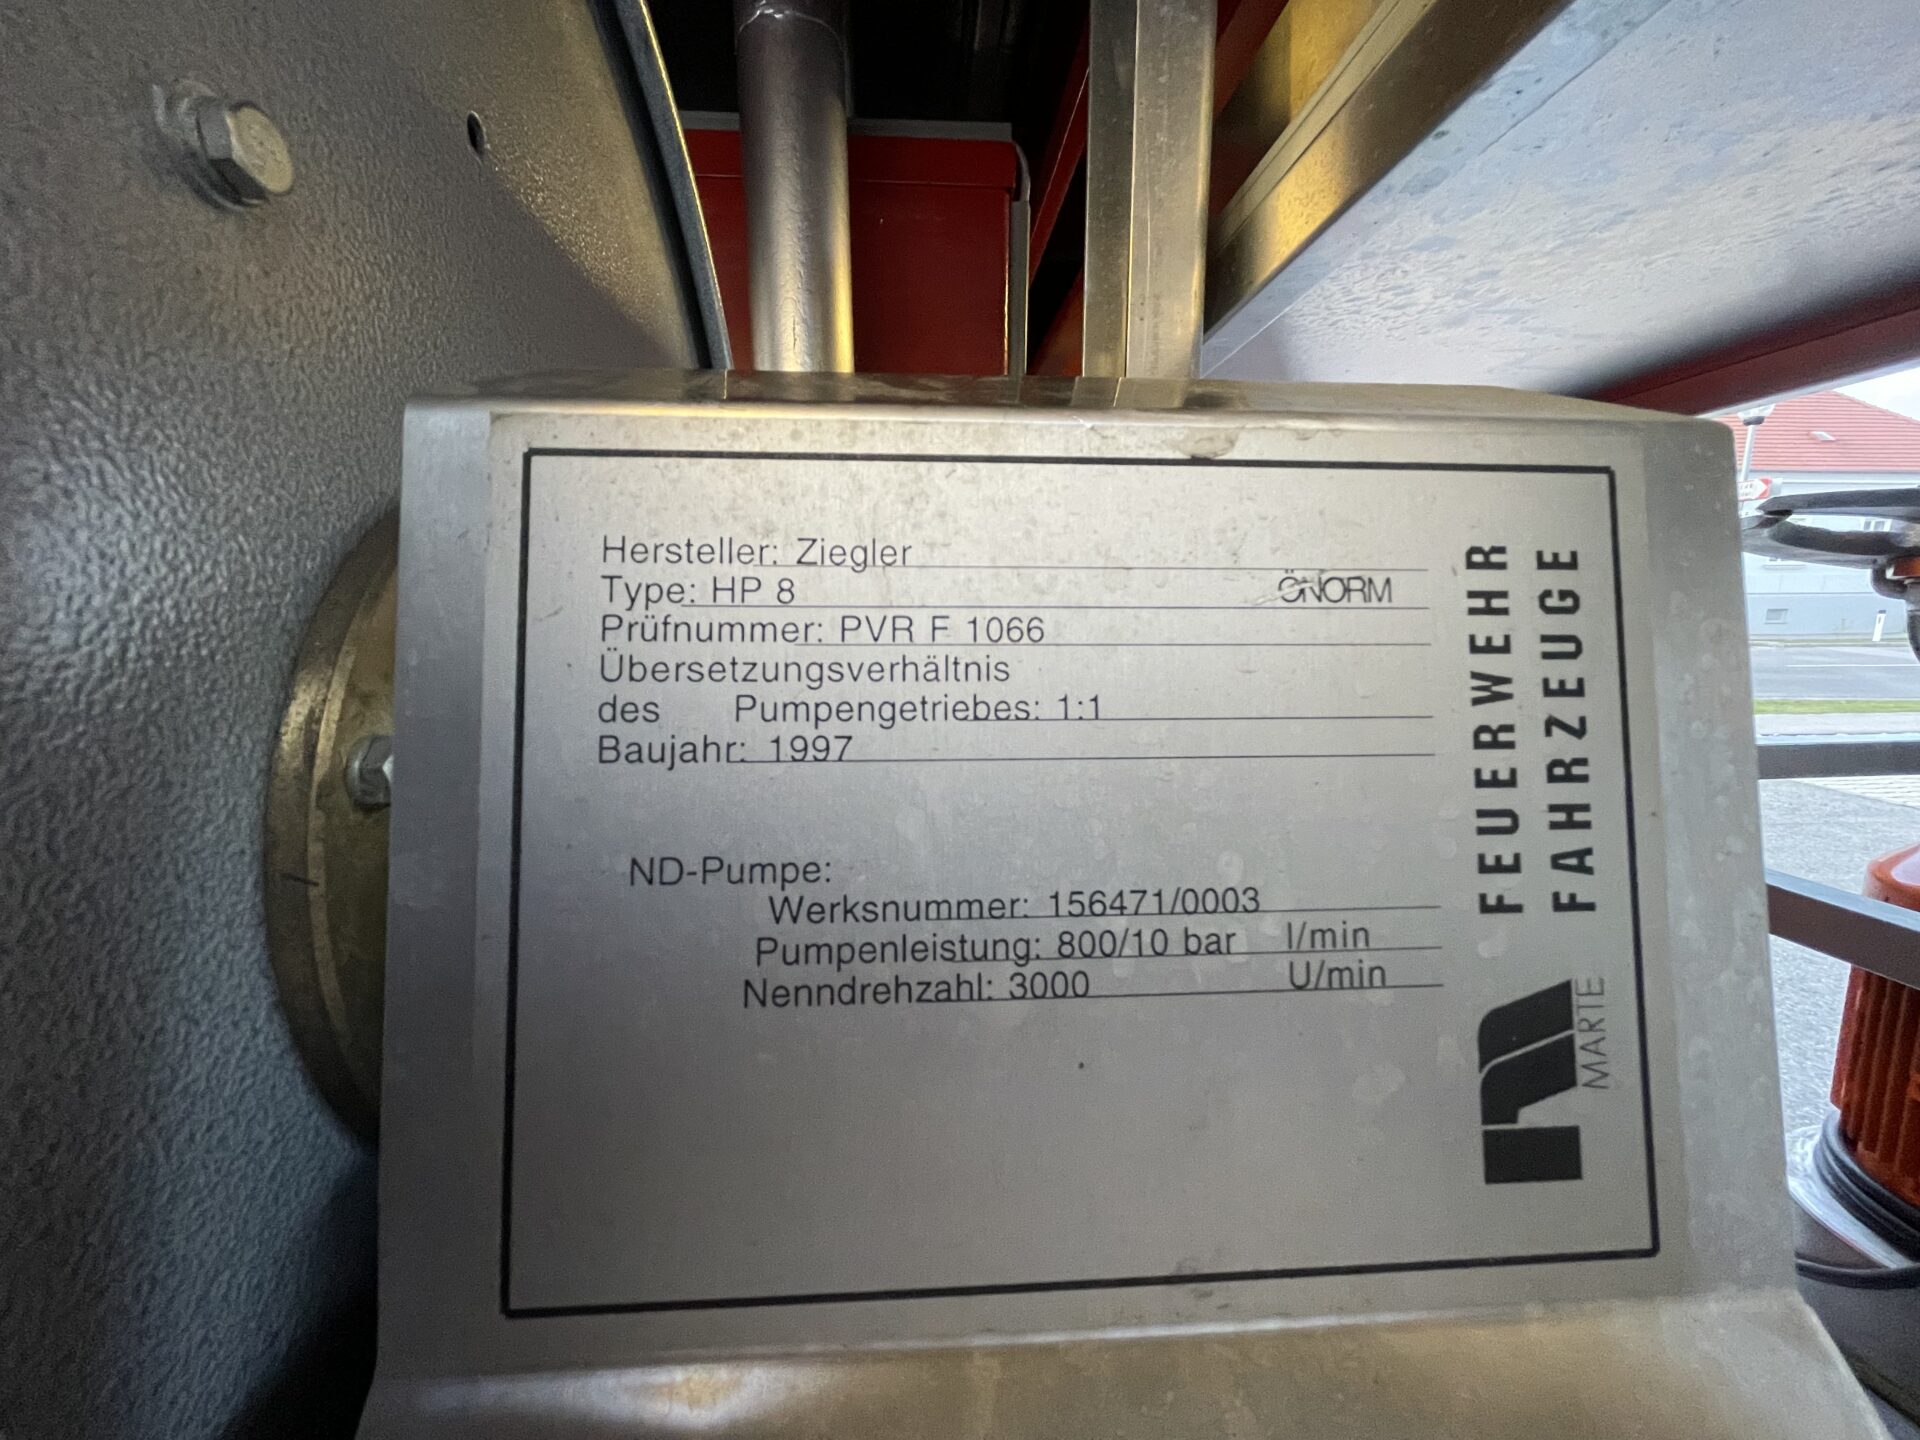 Hersteller: Ziegler
Type: HP 8 ÖNORM
Prüfnummer: PVR F 1066
Übersetzungsverhältnis
des Pumpengetriebes: 1:1
Baujahr: 1997
ND-Pumpe:
Werksnummer: 156471/0003
Pumpenleistung: 800/10 bar l/min
Nenndrehzahl: 3000 U/min
FEUERWEHR
FAHRZEUGE
MARTE